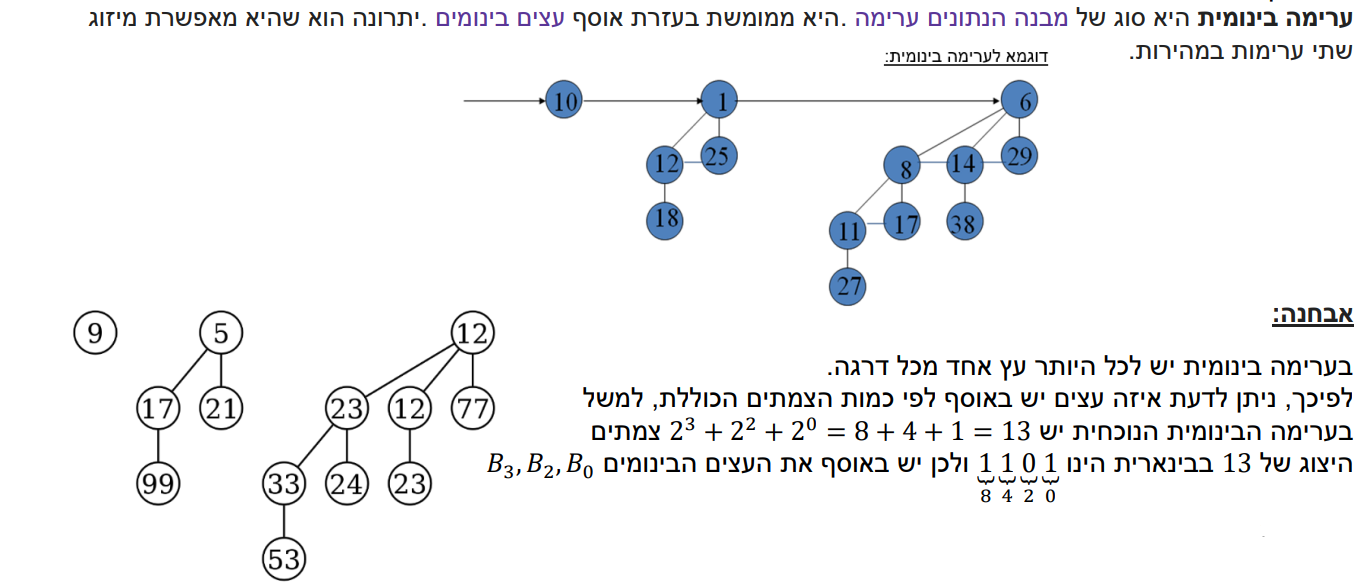 ערימה בינומית היא סוג של מבנה הנתונים ערימה .היא ממומשת בעזרת אוסף עצים בינומים .יתרונה הוא שהיא מאפשרת מיזוג
שתי ערימות במהירות.
דוגמא לערימה בינומית:
10 1 6
12 25 8 14 29
18 11 17 38
27
אבחנה:
בערימה בינומית יש לכל היותר עץ אחד מכל דרגה.
לפיכך, ניתן לדעת איזה עצים יש באוסף לפי כמות הצמתים הכוללת, למשל
בערימה הבינומית הנוכחית יש 2³ + 2² + 2⁰ = 8 + 4 + 1 = 13 צמתים
היצוג של 13 בבינארית הינו 1 1 0 1 ולכן יש באוסף את העצים הבינומים B₃, B₂, B₀
8 4 2 0
9 5 12
17 21 23 12 77
99 33 24 23
53